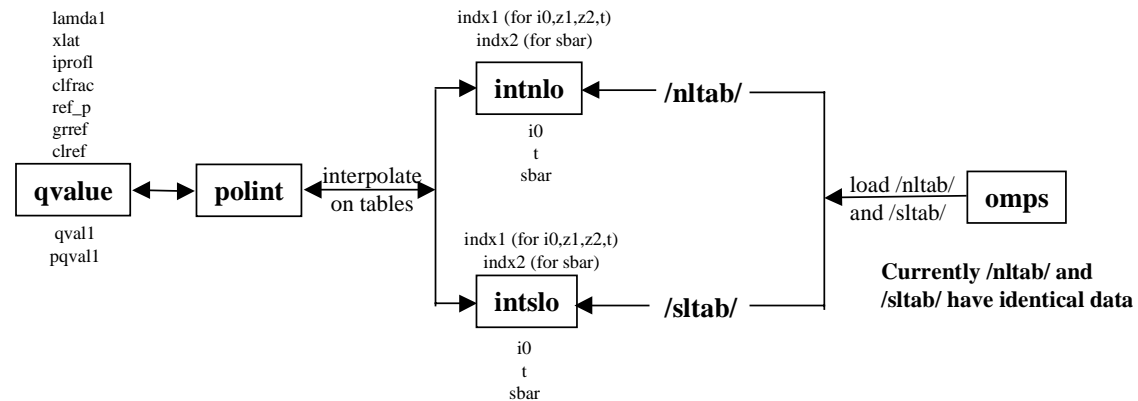 lamda1
xlat
iprofl
clfrac
ref_p
grref
clref
qvalue
qval1
pqval1
polint
interpolate
on tables
indx1 (for i0,z1,z2,t)
indx2 (for sbar)
intnlo
i0
t
sbar
/nltab/
indx1 (for i0,z1,z2,t)
indx2 (for sbar)
intslo
i0
t
sbar
/sltab/
load /nltab/
and /sltab/
omps
Currently /nltab/ and
/sltab/ have identical data